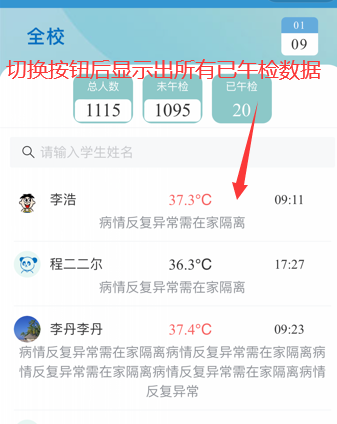 全校
01
09
切换按钮后显示出所有已午检数据
总人数 未午检 已午检
1115 1095 20
请输入学生姓名
李浩 37.3℃ 09:11
病情反复异常需在家隔离
程二二尔 36.3℃ 17:27
病情反复异常需在家隔离
李丹李丹 37.4℃ 09:23
病情反复异常需在家隔离病情反复异常需在家隔离病
情反复异常需在家隔离病情反复异常需在家隔离病情
反复异常